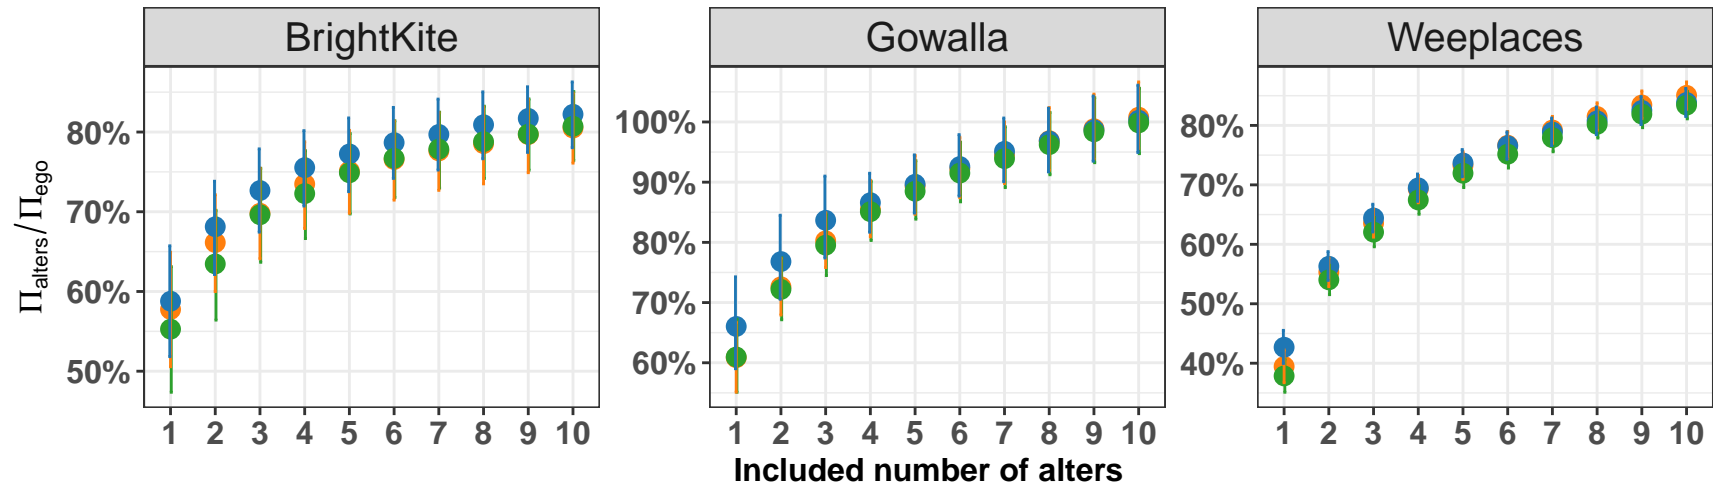 BrightKite Gowalla Weeplaces
Πalters/Πego
80%
70%
60%
50%
1 2 3 4 5 6 7 8 9 10
100%
90%
80%
70%
60%
1 2 3 4 5 6 7 8 9 10
80%
70%
60%
50%
40%
1 2 3 4 5 6 7 8 9 10
Included number of alters